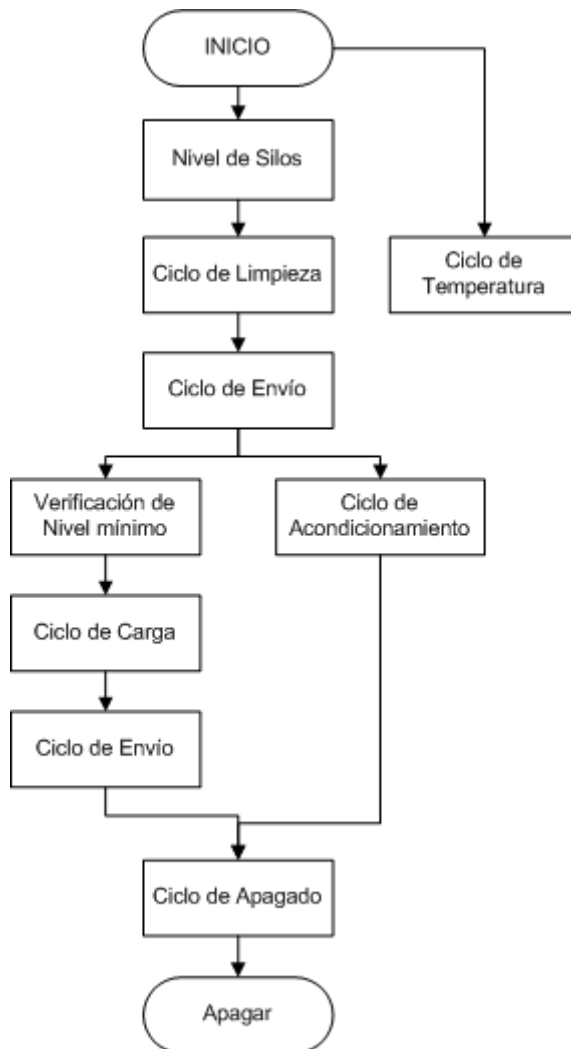 INICIO
Nivel de Silos
Ciclo de Limpieza
Ciclo de
Temperatura
Ciclo de Envío
Verificación de
Nivel mínimo
Ciclo de
Acondicionamiento
Ciclo de Carga
Ciclo de Envío
Ciclo de Apagado
Apagar